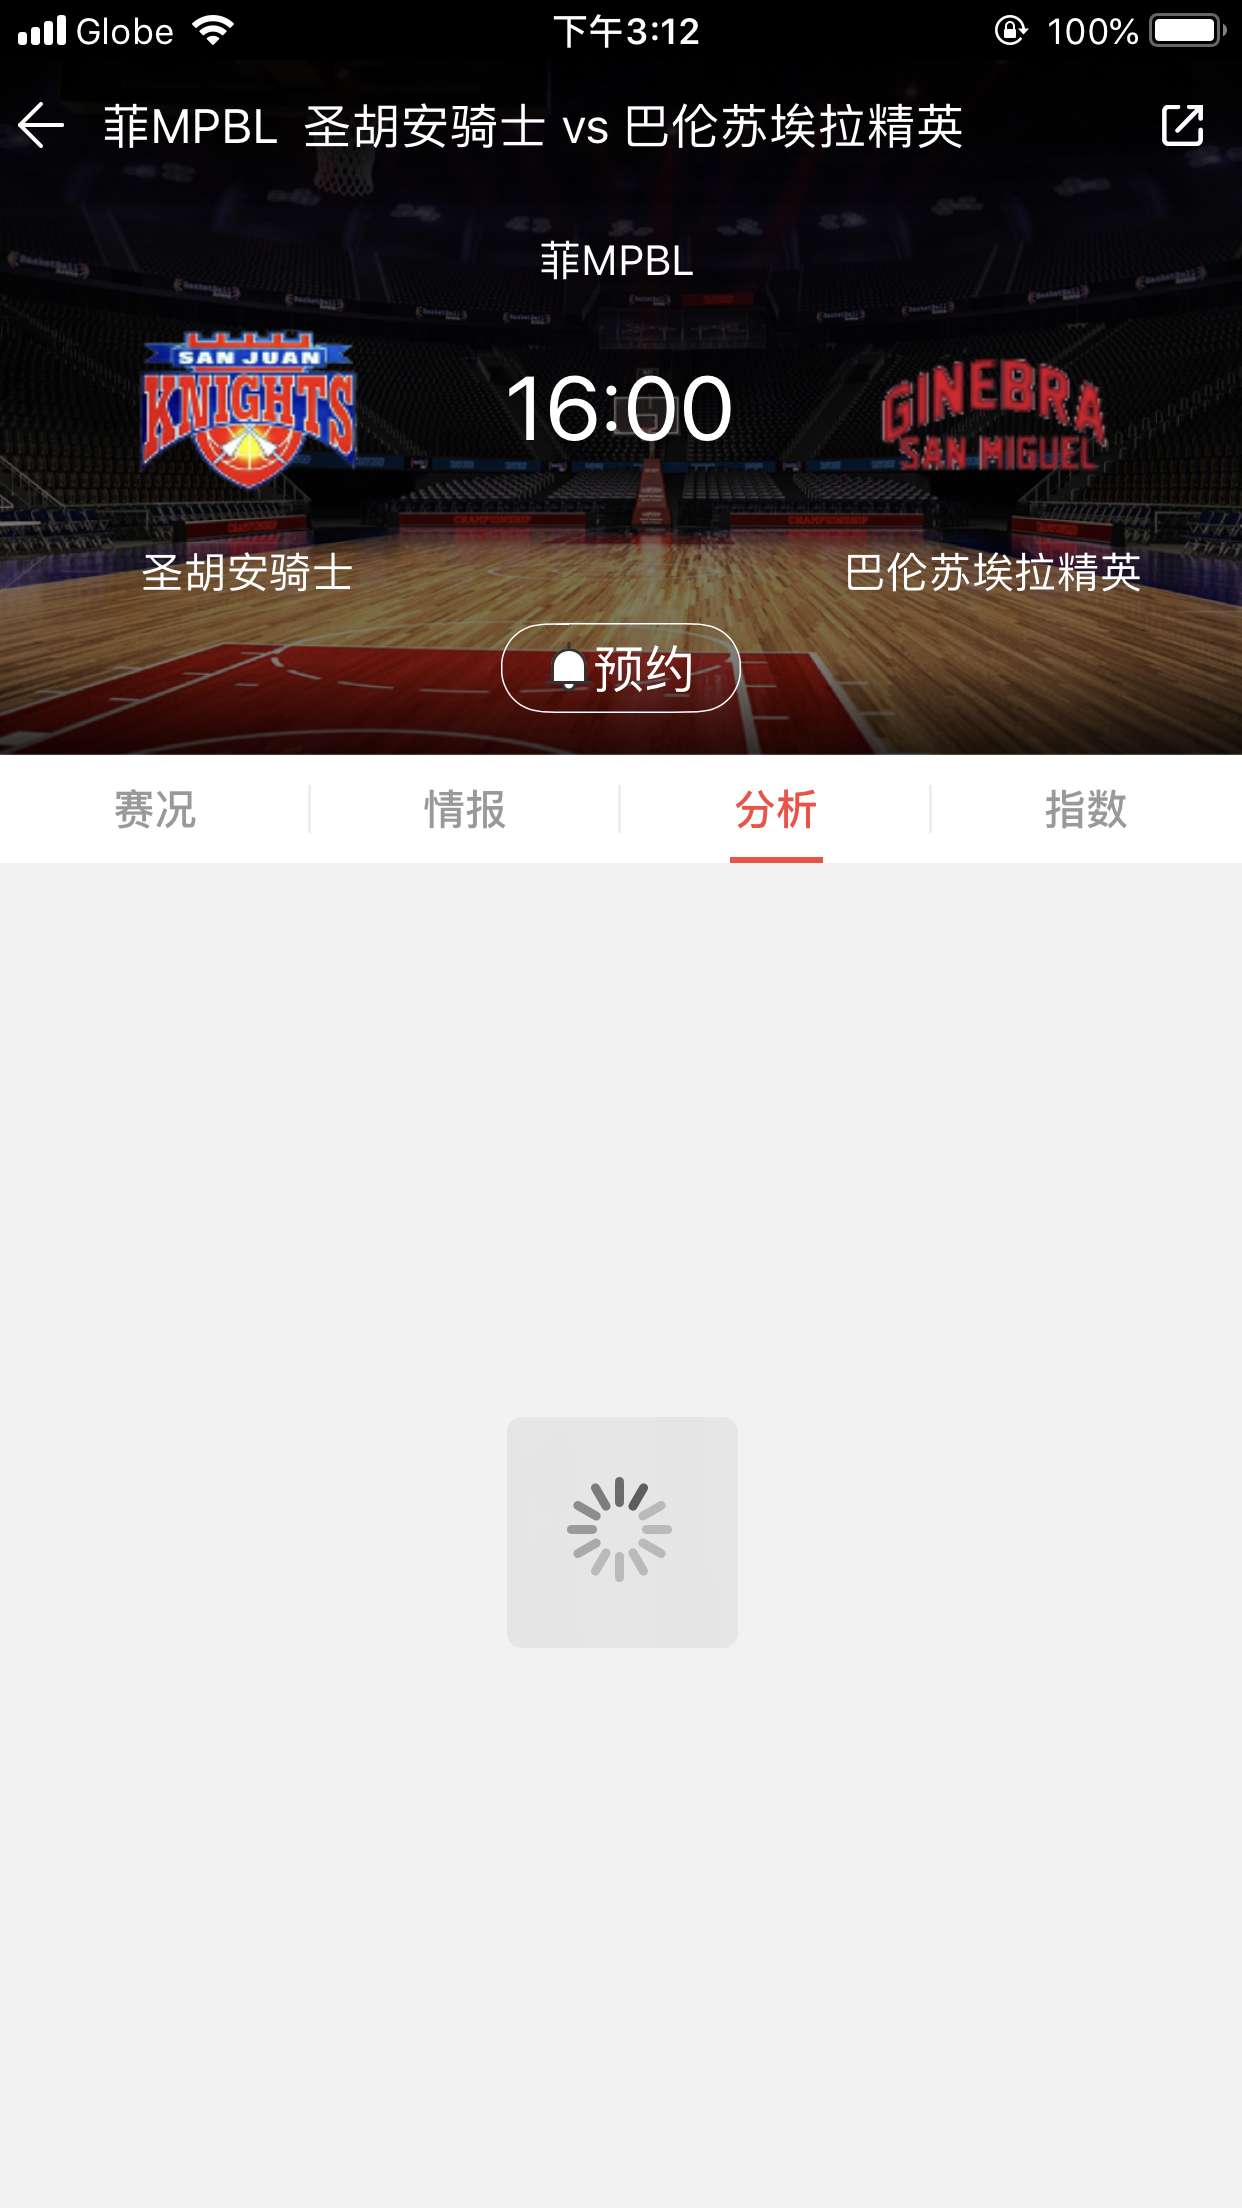 Globe
下午3:12
100%
菲MPBL 圣胡安骑士 vs 巴伦苏埃拉精英
菲MPBL
SAN JUAN
KNIGHTS
16:00
GINEBRA
SAN MIGUEL
CHAMPIONSHIP
CHAMPIONSHIP
圣胡安骑士
巴伦苏埃拉精英
预约
赛况
情报
分析
指数